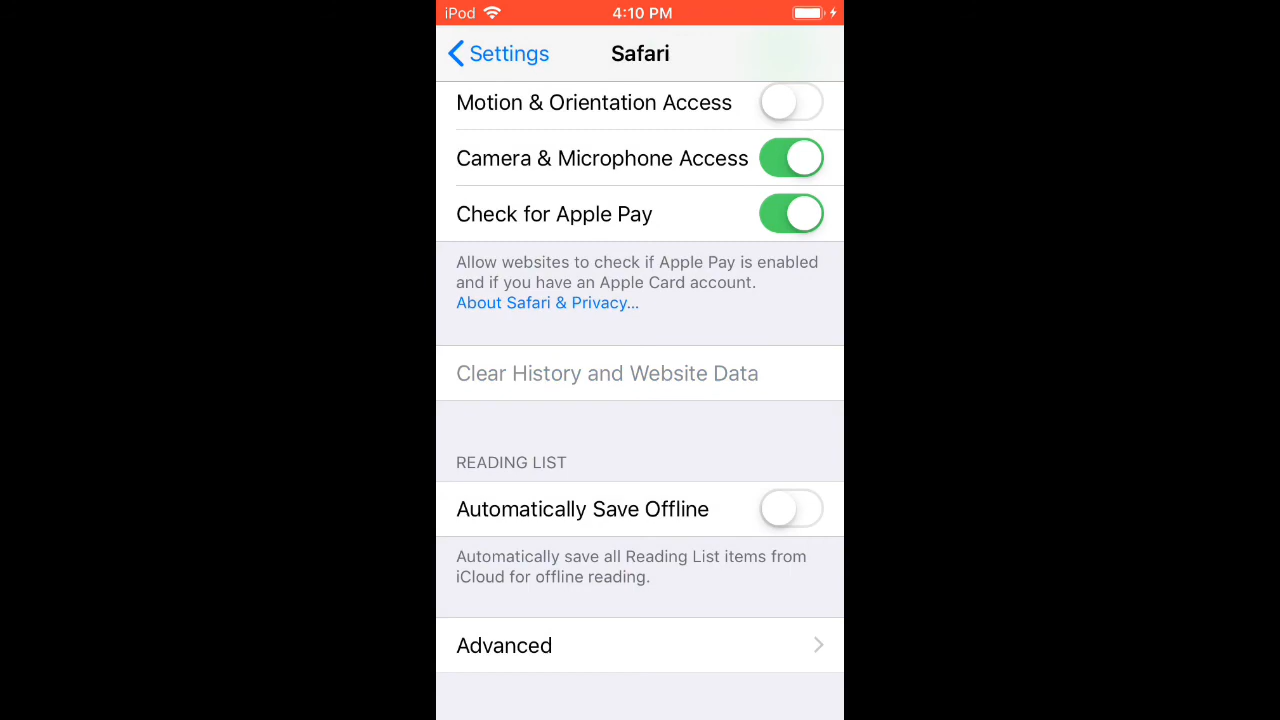 iPod 4:10 PM
Settings Safari
Motion & Orientation Access
Camera & Microphone Access
Check for Apple Pay
Allow websites to check if Apple Pay is enabled
and if you have an Apple Card account.
About Safari & Privacy...
Clear History and Website Data
READING LIST
Automatically Save Offline
Automatically save all Reading List items from
iCloud for offline reading.
Advanced